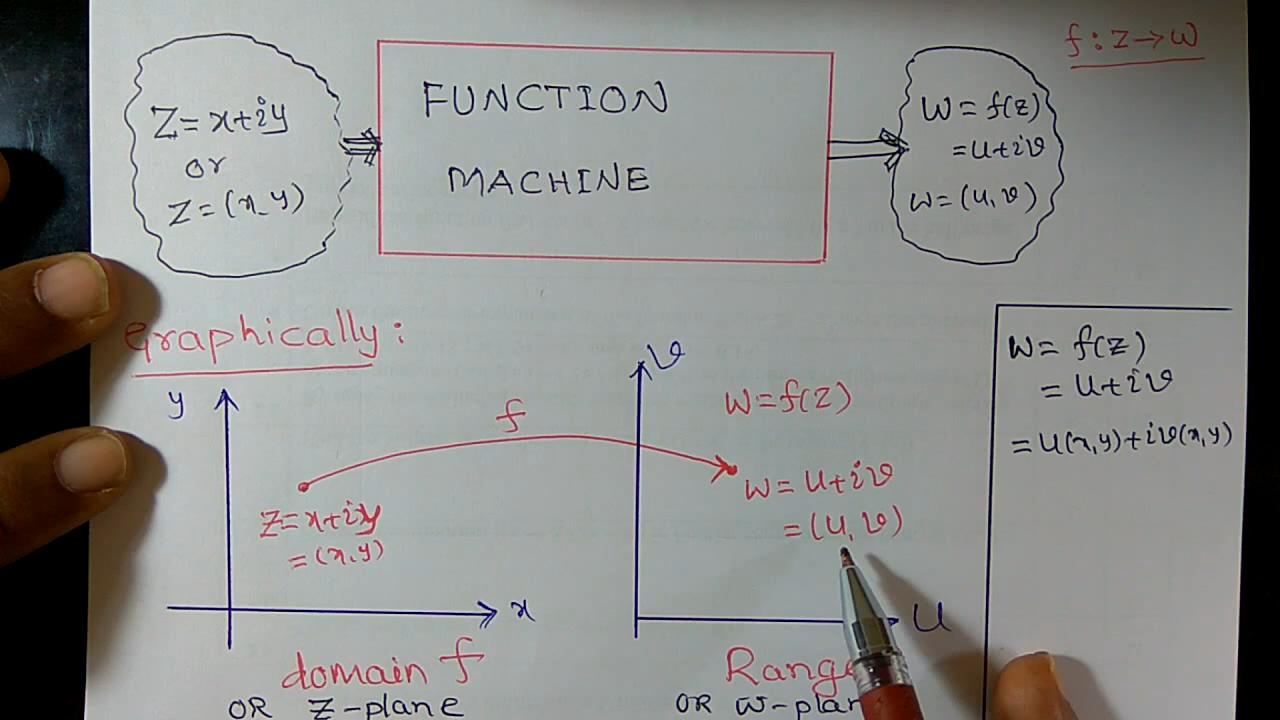 f : z → w
Z = x+iy
or
Z = (x, y)
FUNCTION
MACHINE
W = f(z)
= u+iv
w = (u, v)
Graphically:
y
f
Z = x+iy
= (x, y)
x
domain f
OR Z-plane
v
W = f(z)
W = u+iv
= (u, v)
u
Range
OR w-plan
W = f(z)
= u+iv
= u(x,y)+iv(x,y)